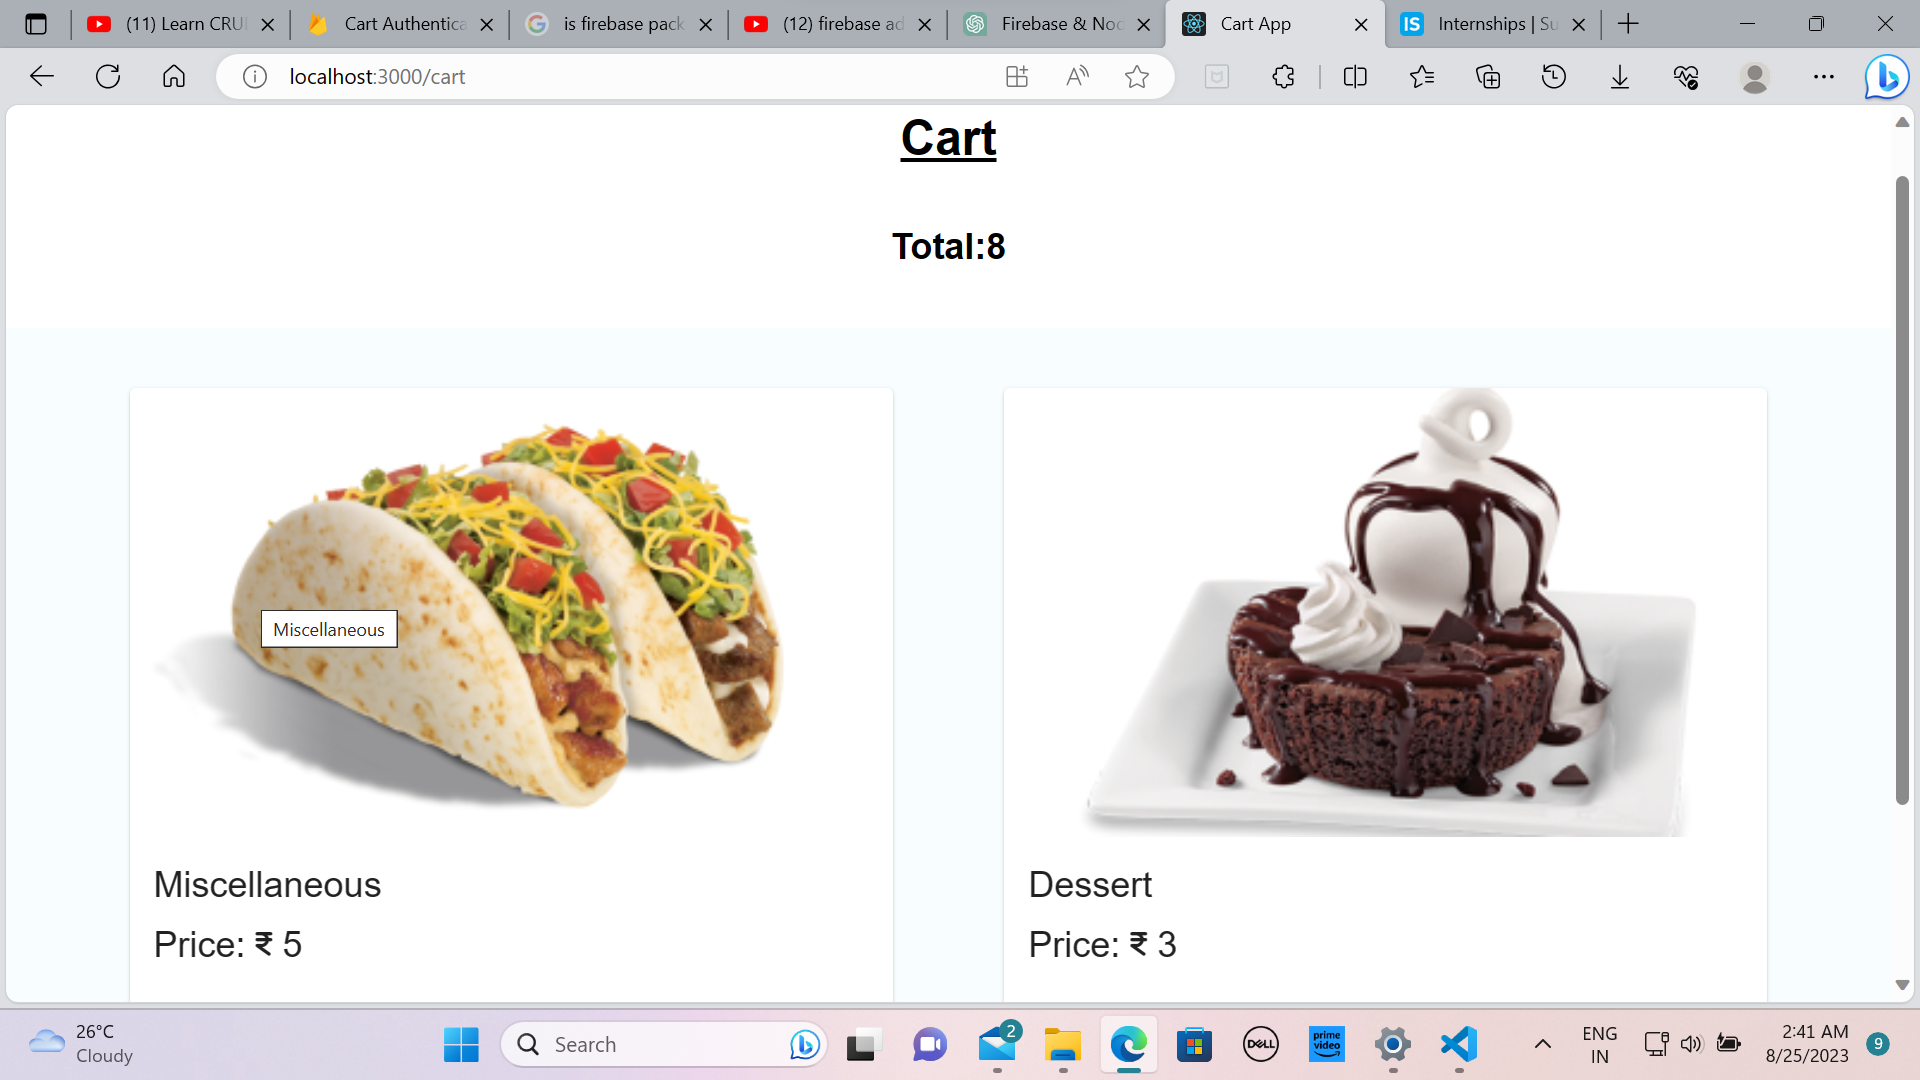 (11) Learn CRU
Cart Authentica
is firebase pack
(12) firebase ad
Firebase & Noc
Cart App
IS
Internships | Su
localhost:3000/cart
Cart
Total:8
Miscellaneous
Miscellaneous
Price: ₹ 5
Dessert
Price: ₹ 3
26°C
Cloudy
Search
2
DELL
prime
video
ENG
IN
2:41 AM
8/25/2023
9